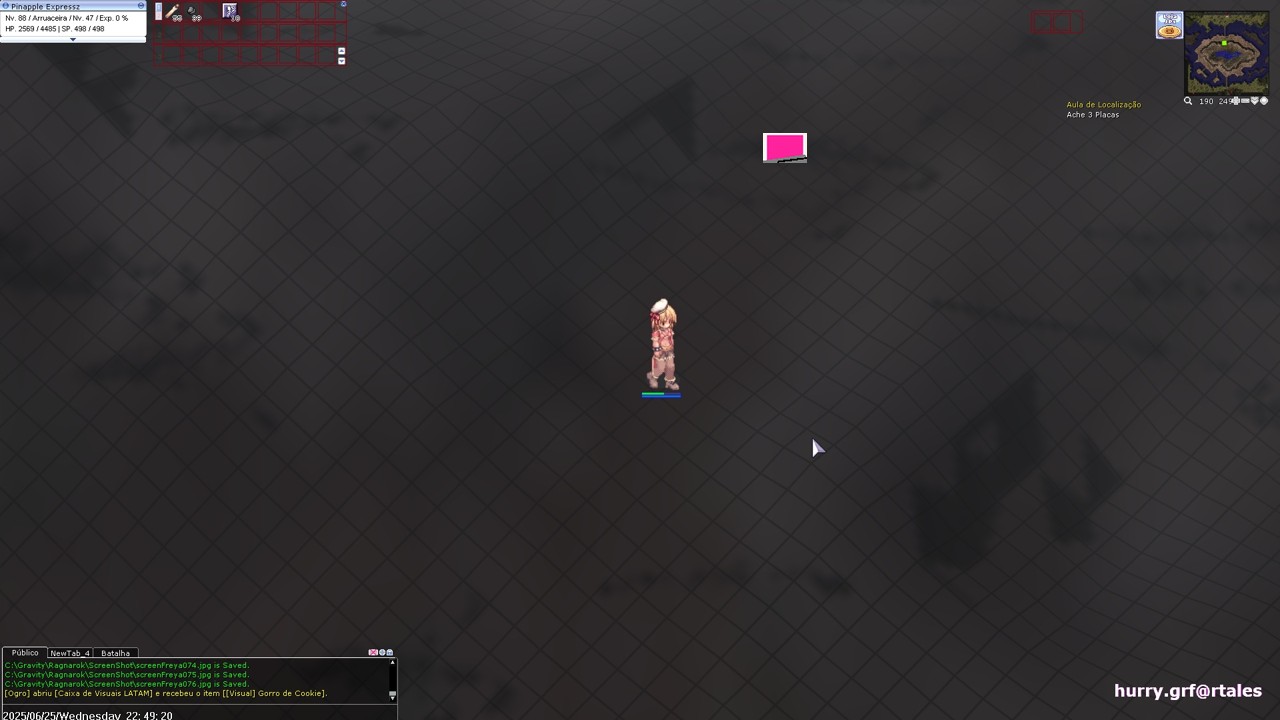 Pinapple Expressz
Nv. 88 / Arruaceira / Nv. 47 / Exp. 0 %
HP. 2569 / 4485 | SP. 498 / 498
55
99
10
190 249
Aula de Localização
Ache 3 Placas
Público
NewTab_4
Batalha
C:\Gravity\Ragnarok\ScreenShot\screenFreya074.jpg is Saved.
C:\Gravity\Ragnarok\ScreenShot\screenFreya075.jpg is Saved.
C:\Gravity\Ragnarok\ScreenShot\screenFreya076.jpg is Saved.
[Ogro] abriu [Caixa de Visuais LATAM] e recebeu o item [[Visual] Gorro de Cookie].
2025/06/25/Wednesday 22: 49: 20
hurry.grf@rtales